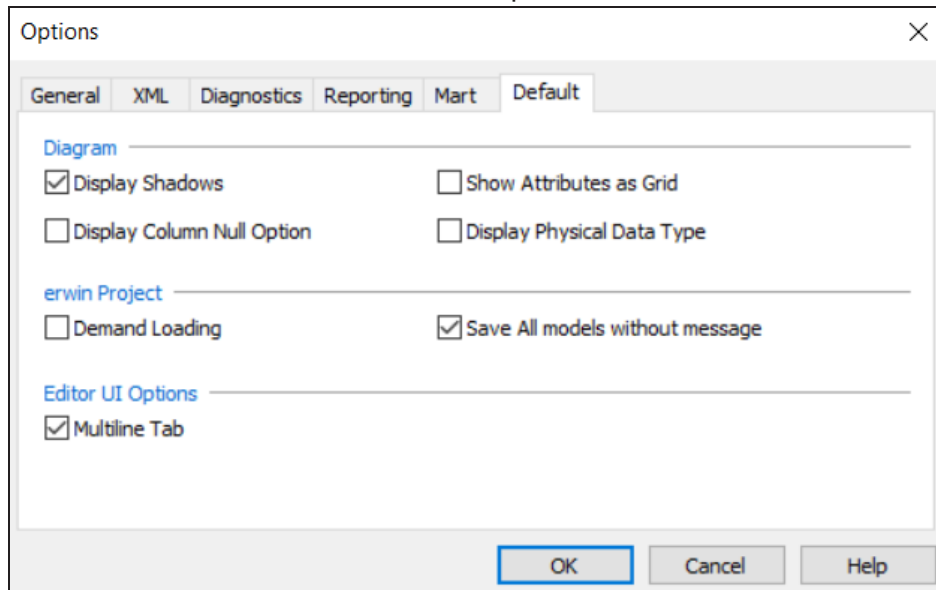 Options
General XML Diagnostics Reporting Mart Default
Diagram
Display Shadows Show Attributes as Grid
Display Column Null Option Display Physical Data Type
erwin Project
Demand Loading Save All models without message
Editor UI Options
Multiline Tab
OK Cancel Help